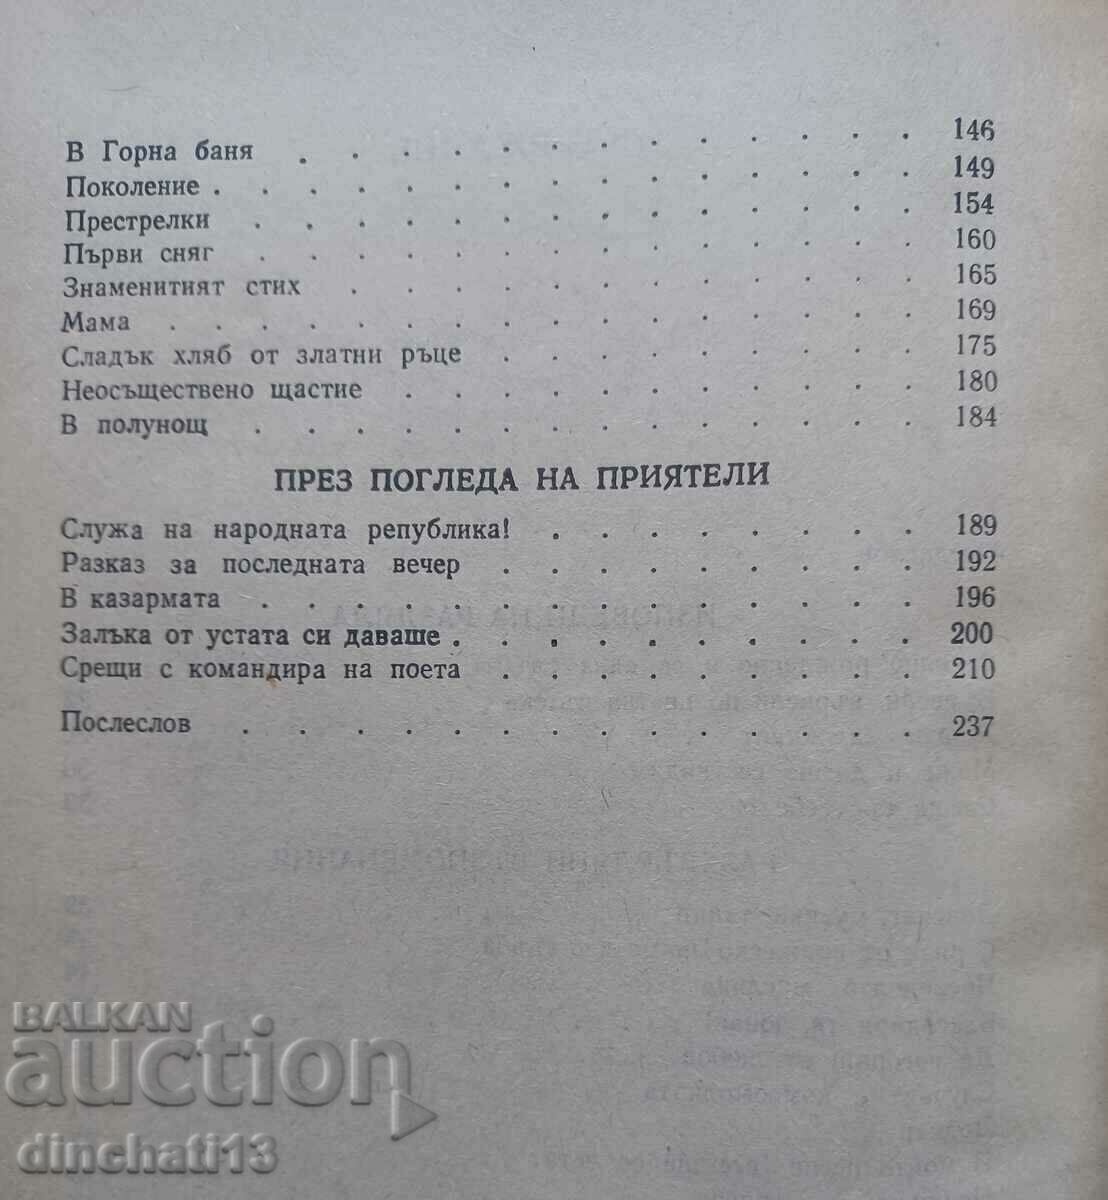 В Горна баня . . . . . . . . . . . . . 146
Поколение . . . . . . . . . . . . . . . 149
Престрелки . . . . . . . . . . . . . . 154
Първи сняг . . . . . . . . . . . . . . 160
Знаменитият стих . . . . . . . . . . . 165
Мама . . . . . . . . . . . . . . . . . 169
Сладък хляб от златни ръце . . . . . . . . 175
Неосъществено щастие . . . . . . . . . . 180
В полунощ . . . . . . . . . . . . . . 184
ПРЕЗ ПОГЛЕДА НА ПРИЯТЕЛИ
Служа на народната република! . . . . . . . 189
Разказ за последната вечер . . . . . . . . 192
В казармата . . . . . . . . . . . . . 196
Залъка от устата си даваше . . . . . . . . . 200
Срещи с командира на поета . . . . . . . . 210
Послеслов . . . . . . . . . . . . . . 237
BALKAN
auction
dinchati13